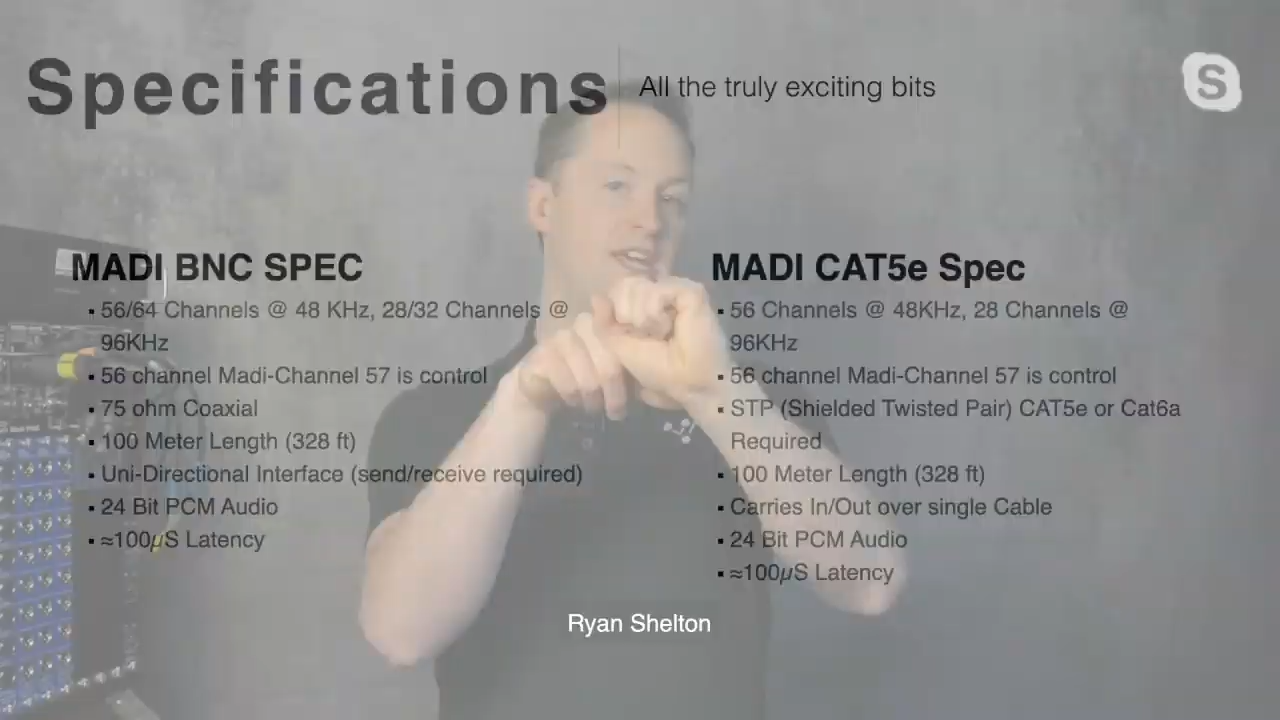 Specifications
All the truly exciting bits
S
MADI BNC SPEC
▪ 56/64 Channels @ 48 KHz, 28/32 Channels @
96KHz
▪ 56 channel Madi-Channel 57 is control
▪ 75 ohm Coaxial
▪ 100 Meter Length (328 ft)
▪ Uni-Directional Interface (send/receive required)
▪ 24 Bit PCM Audio
▪ ≈100µS Latency
MADI CAT5e Spec
▪ 56 Channels @ 48KHz, 28 Channels @
96KHz
▪ 56 channel Madi-Channel 57 is control
▪ STP (Shielded Twisted Pair) CAT5e or Cat6a
Required
▪ 100 Meter Length (328 ft)
▪ Carries In/Out over single Cable
▪ 24 Bit PCM Audio
▪ ≈100µS Latency
Ryan Shelton